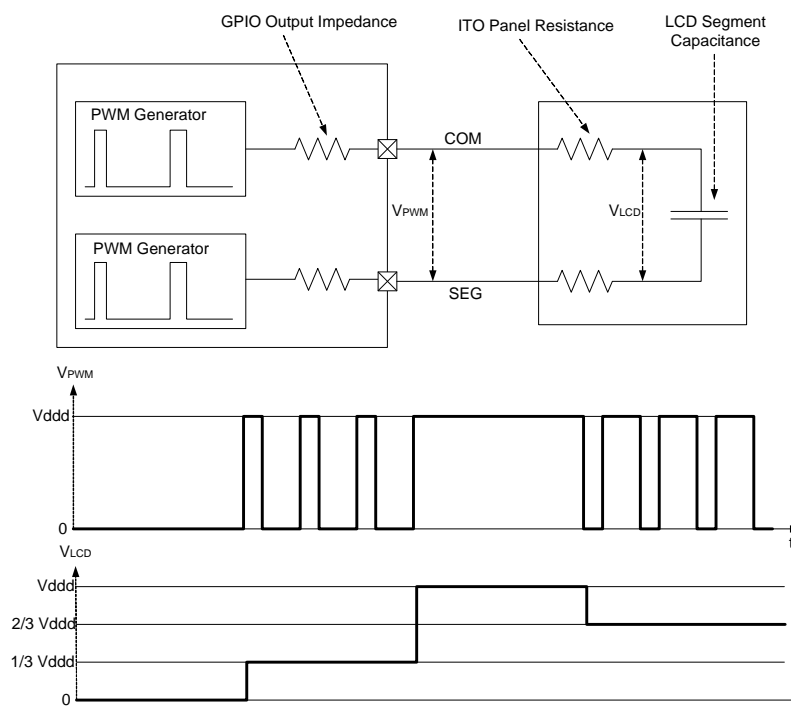 GPIO Output Impedance
ITO Panel Resistance
LCD Segment
Capacitance
PWM Generator
COM
VPWM
VLCD
PWM Generator
SEG
VPWM
Vddd
0
t
VLCD
Vddd
2/3 Vddd
1/3 Vddd
0